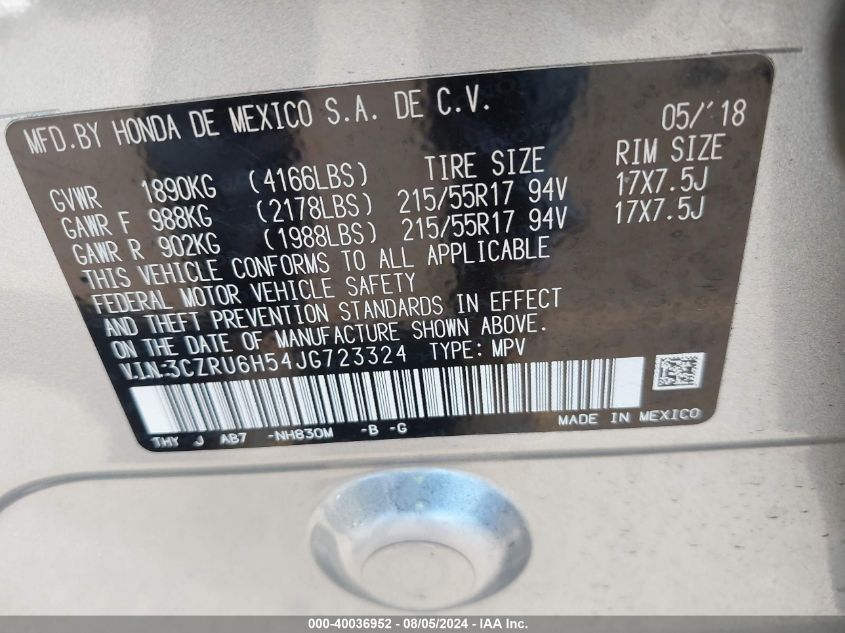 MFD.BY HONDA DE MEXICO S.A. DE C.V. 05/'18
TIRE SIZE RIM SIZE
GVWR 1890KG (4166LBS)
GAWR F 988KG (2178LBS) 215/55R17 94V 17X7.5J
GAWR R 902KG (1988LBS) 215/55R17 94V 17X7.5J
THIS VEHICLE CONFORMS TO ALL APPLICABLE
FEDERAL MOTOR VEHICLE SAFETY
AND THEFT PREVENTION STANDARDS IN EFFECT
ON THE DATE OF MANUFACTURE SHOWN ABOVE.
V.I.N:3CZRU6H54JG723324 TYPE: MPV
THY J AB7 -NH830M -B -G MADE IN MEXICO
000-40036952 - 08/05/2024 - IAA Inc.